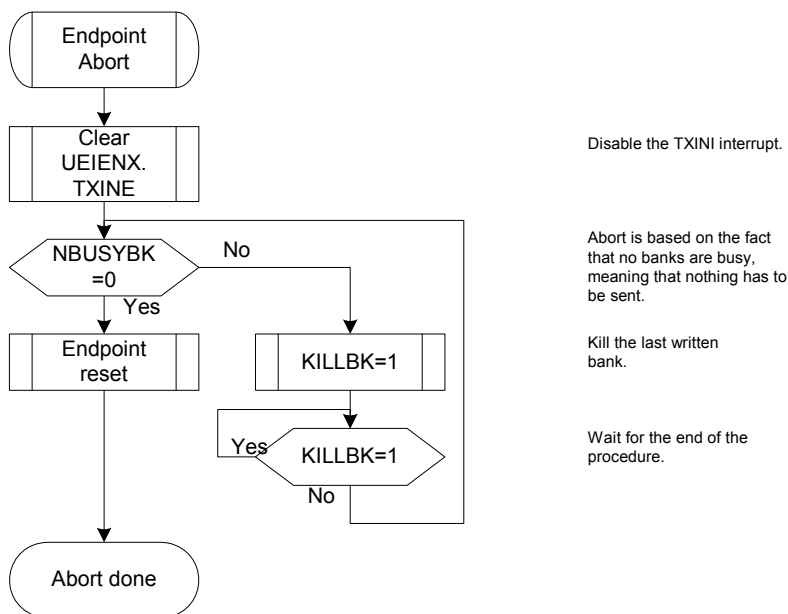 Endpoint
Abort
Clear
UEIENX.
TXINE
Disable the TXINI interrupt.
NBUSYBK
=0
No
Yes
Abort is based on the fact
that no banks are busy,
meaning that nothing has to
be sent.
Endpoint
reset
KILLBK=1
Kill the last written
bank.
Yes
KILLBK=1
No
Wait for the end of the
procedure.
Abort done